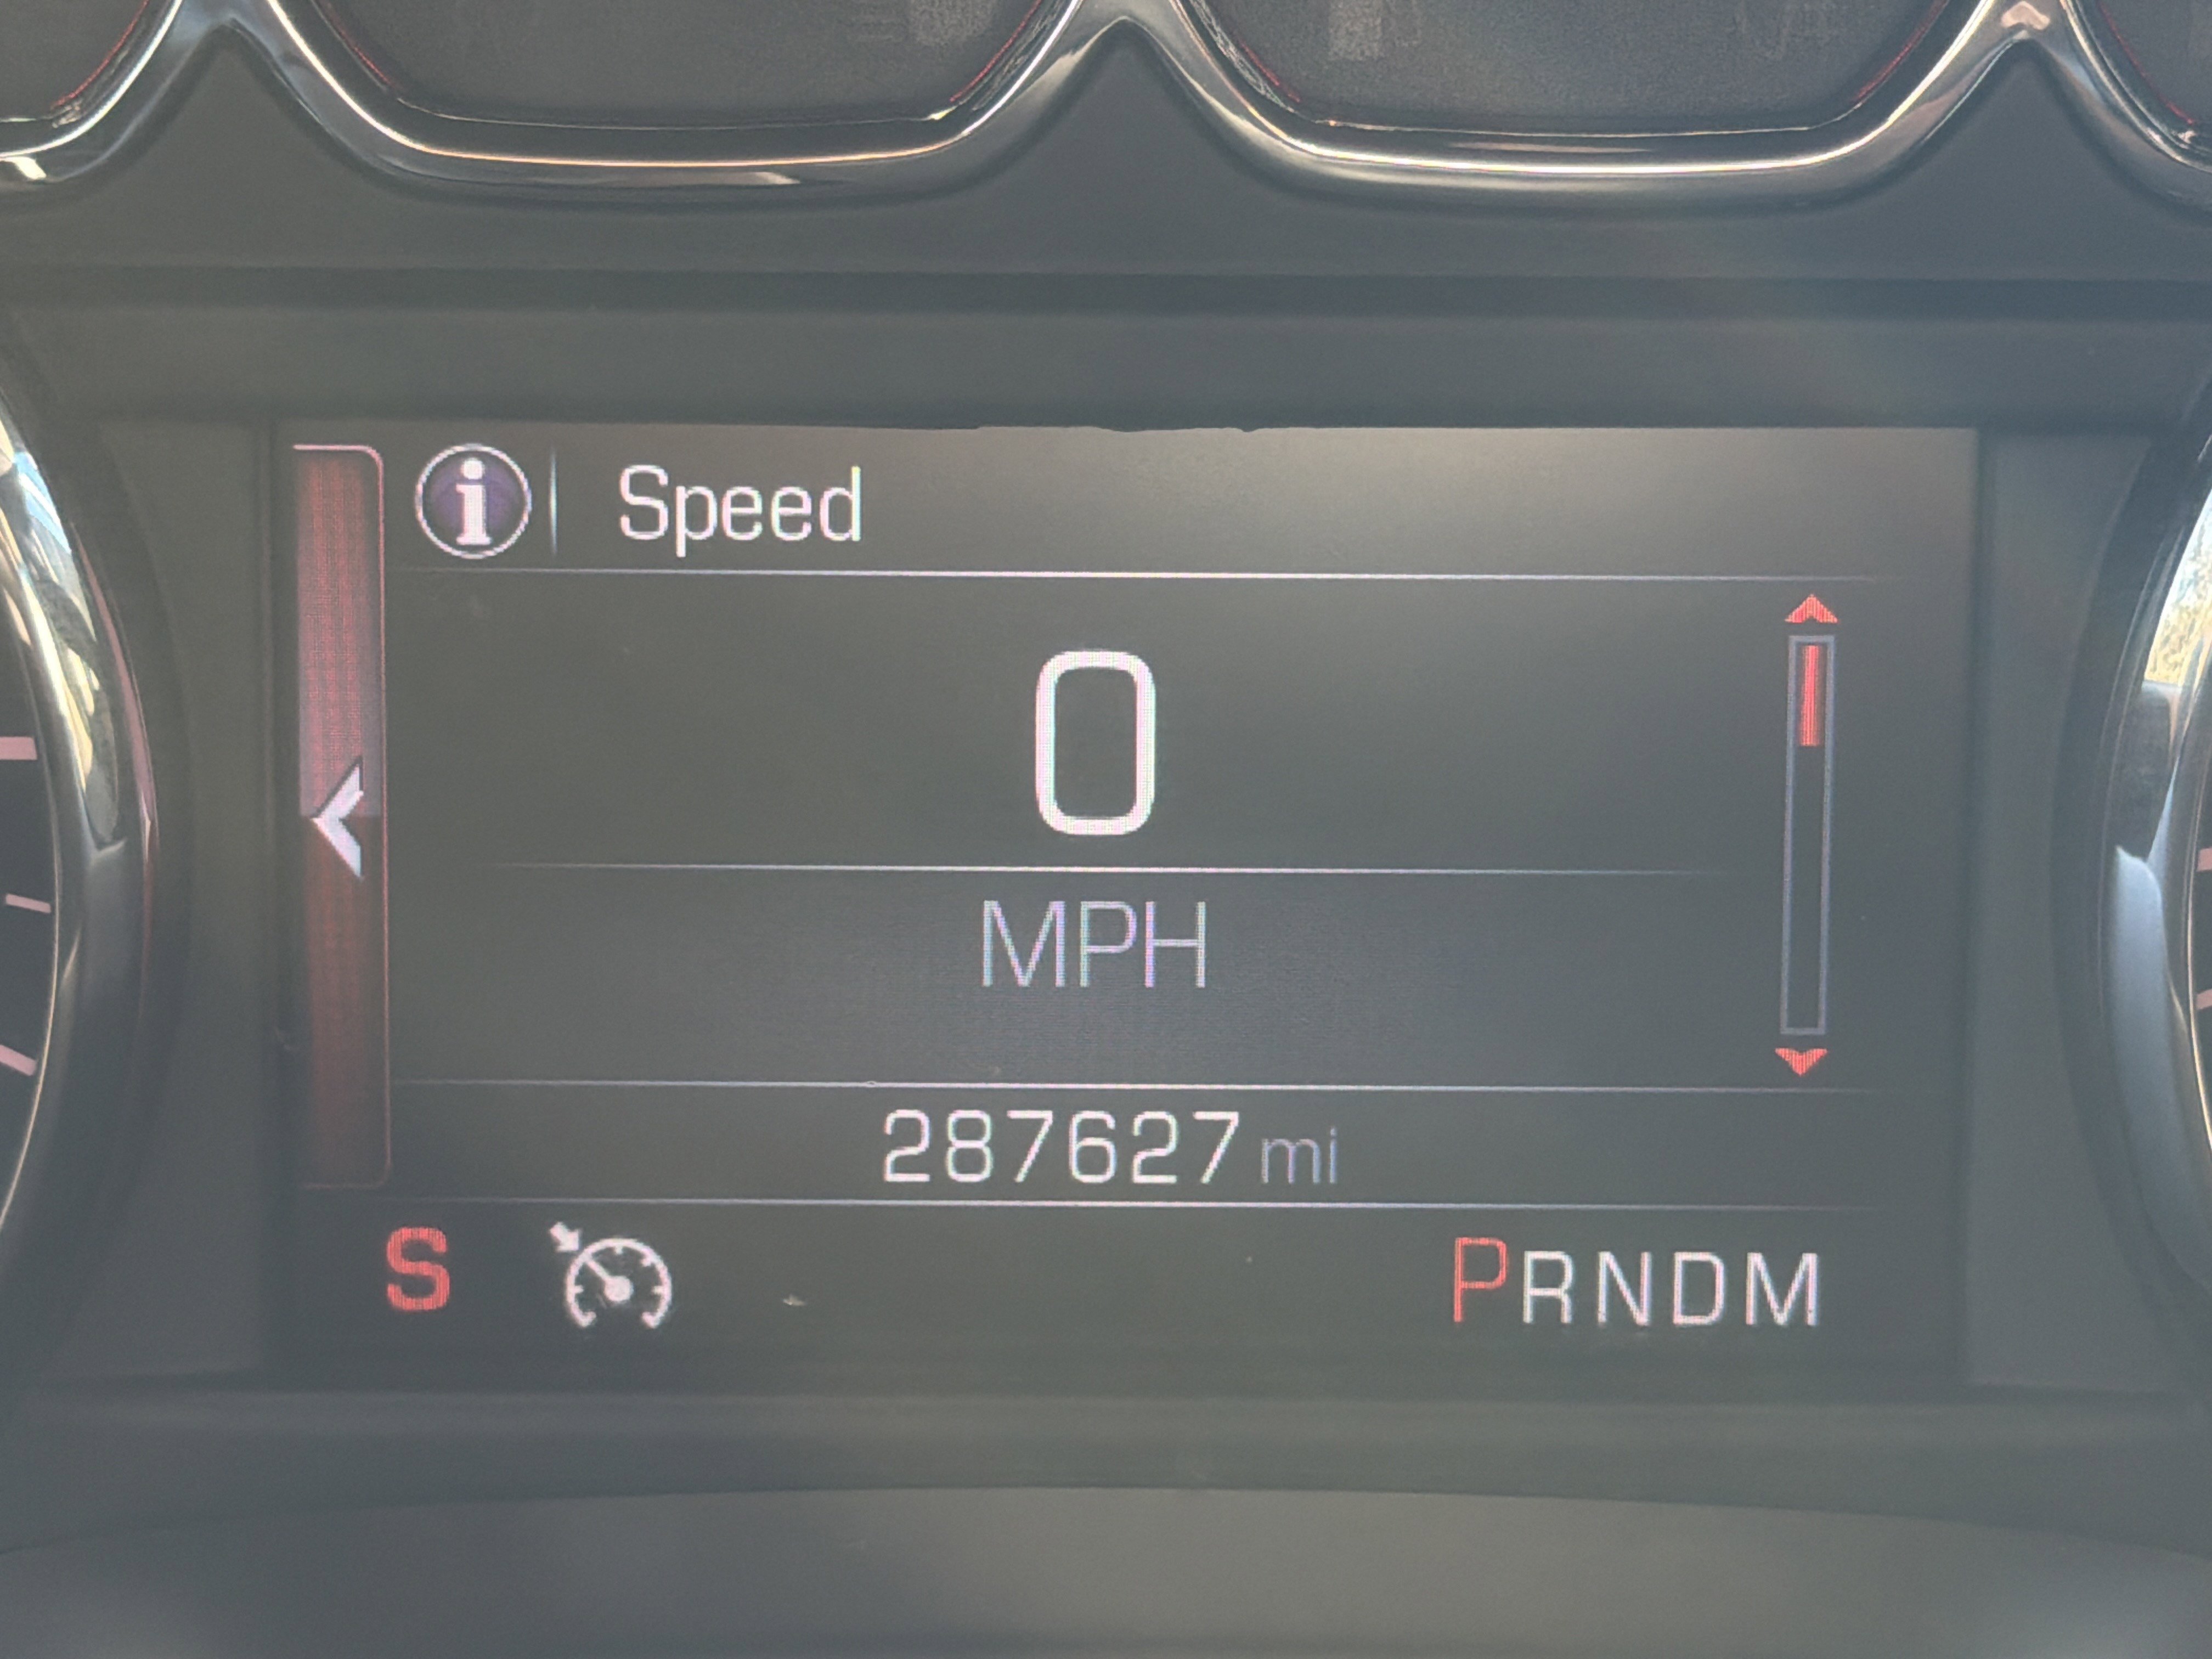 i Speed
0
MPH
287627 mi
S PRNDM